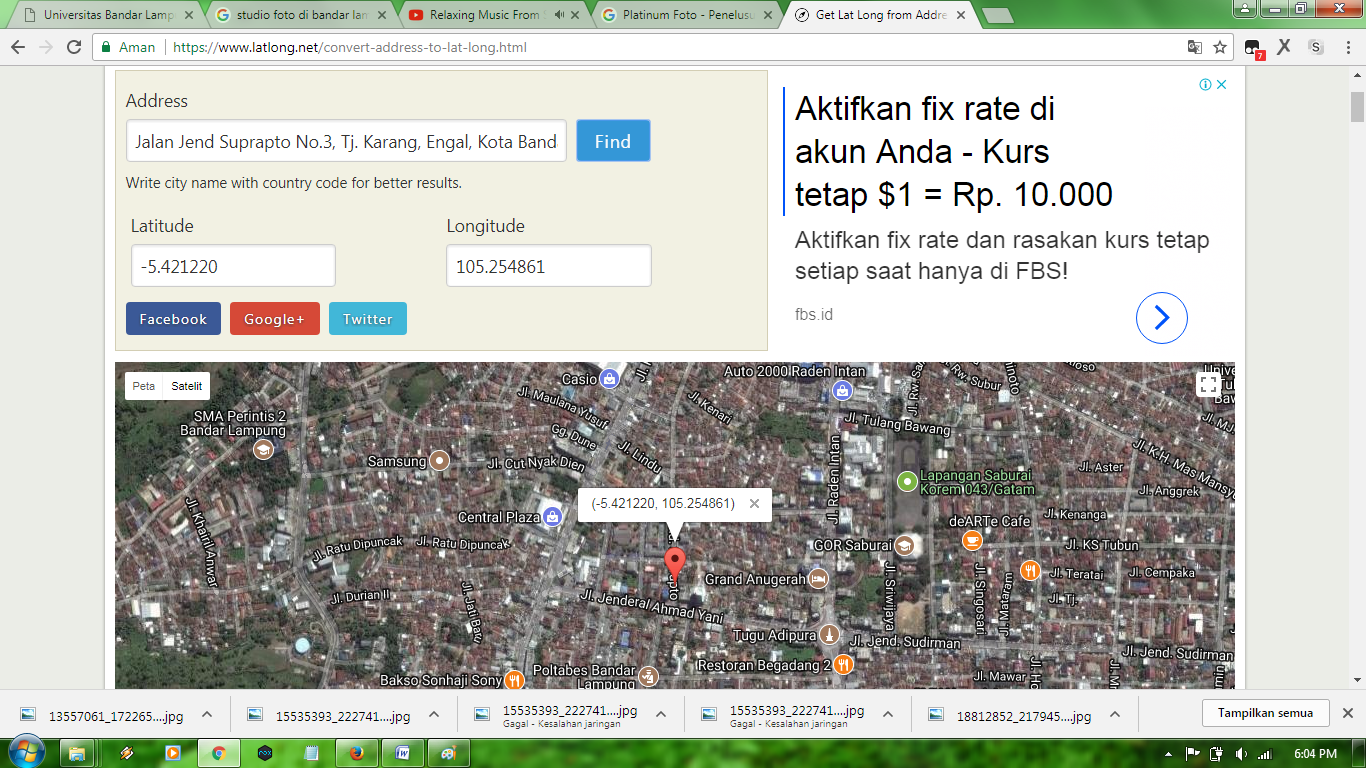 Universitas Bandar Lamp
studio foto di bandar lam
Relaxing Music From
Platinum Foto - Penelusu
Get Lat Long from Addre
Aman
https://www.latlong.net/convert-address-to-lat-long.html
7
Address
Jalan Jend Suprapto No.3, Tj. Karang, Engal, Kota Band
Find
Write city name with country code for better results.
Latitude
Longitude
-5.421220
105.254861
Facebook
Google+
Twitter
Aktifkan fix rate di
akun Anda - Kurs
tetap $1 = Rp. 10.000
Aktifkan fix rate dan rasakan kurs tetap
setiap saat hanya di FBS!
fbs.id
Peta
Satelit
Casio
Auto 2000 Raden Intan
SMA Perintis 2
Bandar Lampung
Jl. Maulana Yusuf
Jl. Kenari
Jl. Tulang Bawang
Gg. Dune
Samsung
Jl. Cut Nyak Dien
Jl. Lindu
Jl. Raden Intan
Lapangan Saburai
Korem 043/Gatam
Jl. K.H. Mas Mansy
Jl. Aster
Jl. Anggrek
(-5.421220, 105.254861)
Central Plaza
Jl. Khairil Anwar
Jl. Ratu Dipuncak
Jl. Ratu Dipuncak
deARTe Cafe
Jl. Kenanga
GOR Saburai
Jl. KS Tubun
Grand Anugerah
Jl. Teratai
Jl. Cempaka
Jl. Durian II
Jl. Jati Baru
Jl. Jenderal Ahmad Yani
Jl. Sriwijaya
Jl. Singosari
Jl. Mataram
Jl. Tj.
Tugu Adipura
Jl. Jend. Sudirman
Jl. Jend. Sudirman
Poltabes Bandar
Lampung
Restoran Begadang 2
Bakso Sonhaji Sony
Jl. Mawar
13557061_172265....jpg
15535393_222741....jpg
15535393_222741....jpg
Gagal - Kesalahan jaringan
15535393_222741....jpg
Gagal - Kesalahan jaringan
18812852_217945....jpg
Tampilkan semua
6:04 PM